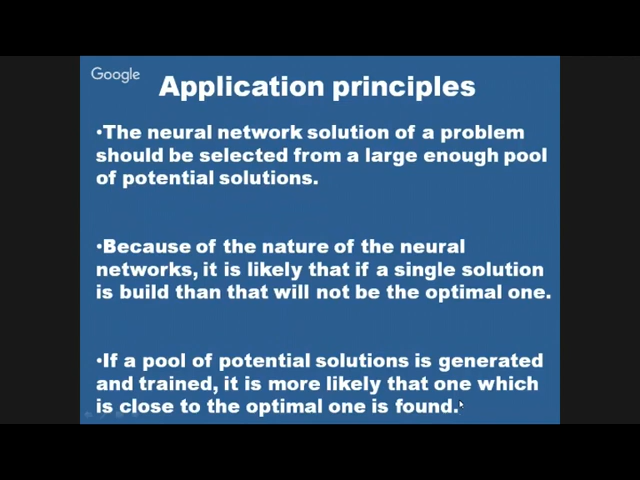 Google
Application principles
•The neural network solution of a problem
should be selected from a large enough pool
of potential solutions.
•Because of the nature of the neural
networks, it is likely that if a single solution
is build than that will not be the optimal one.
•If a pool of potential solutions is generated
and trained, it is more likely that one which
is close to the optimal one is found.